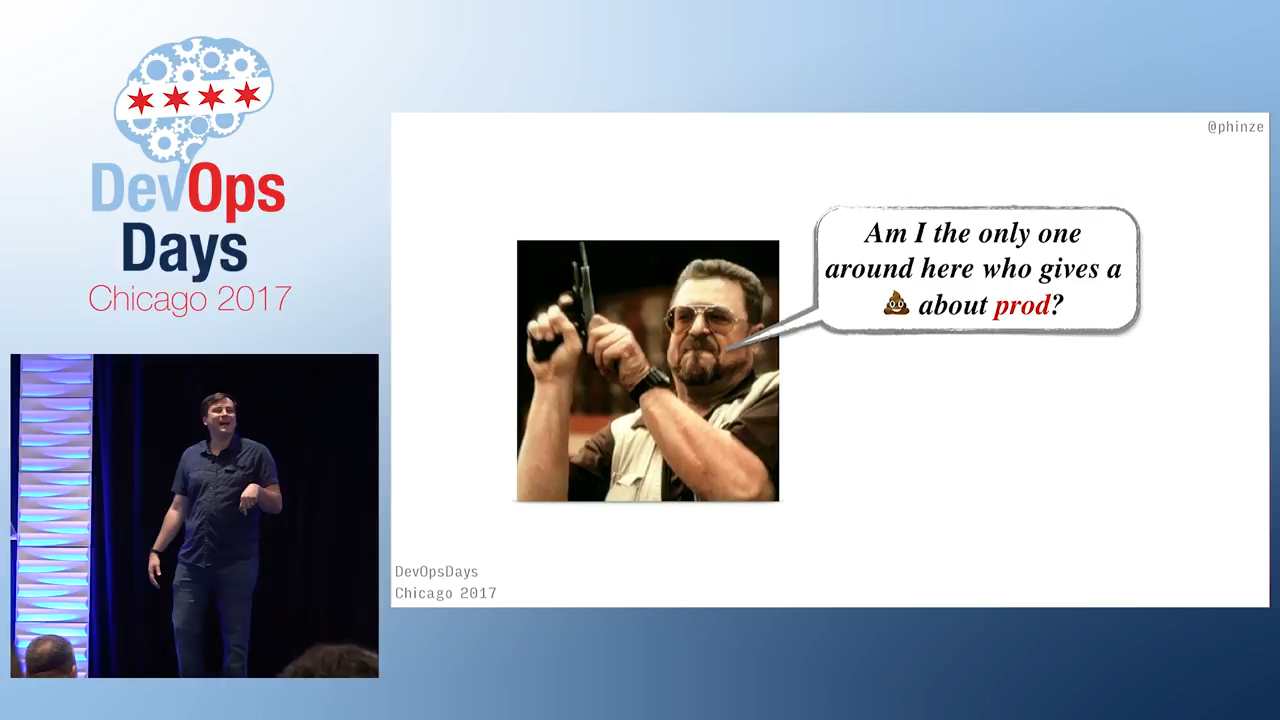 DevOps
Days
Chicago 2017
@phinze
Am I the only one
around here who gives a
💩 about prod?
DevOpsDays
Chicago 2017